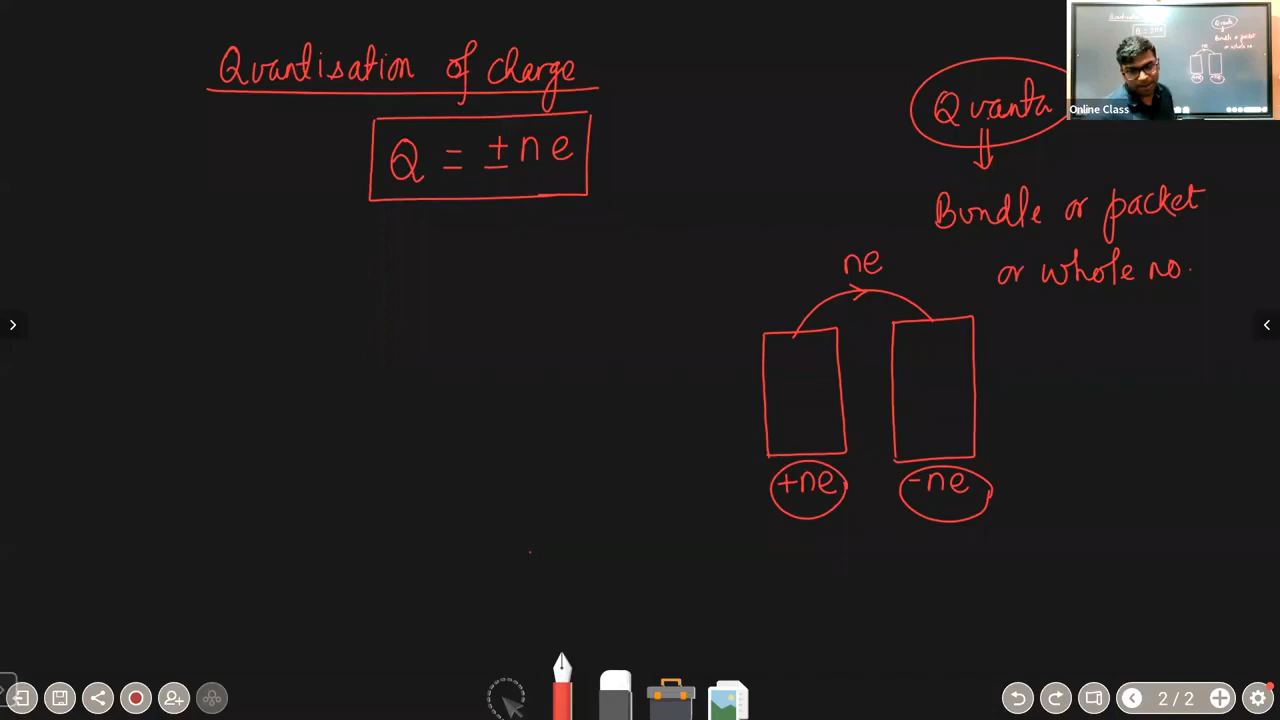 Quantisation of charge
Q = ±ne
Quanta
Bundle or packet
or whole no.
ne
+ne
-ne
Online Class
2/2